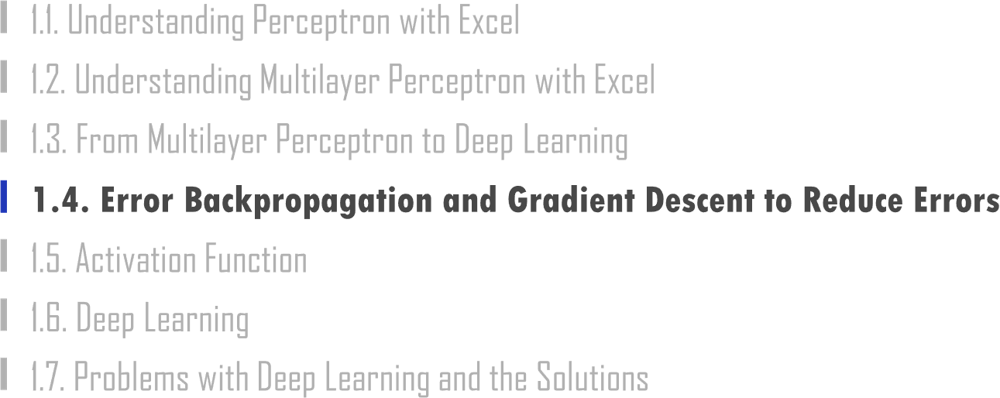 1.1. Understanding Perceptron with Excel
1.2. Understanding Multilayer Perceptron with Excel
1.3. From Multilayer Perceptron to Deep Learning
1.4. Error Backpropagation and Gradient Descent to Reduce Errors
1.5. Activation Function
1.6. Deep Learning
1.7. Problems with Deep Learning and the Solutions